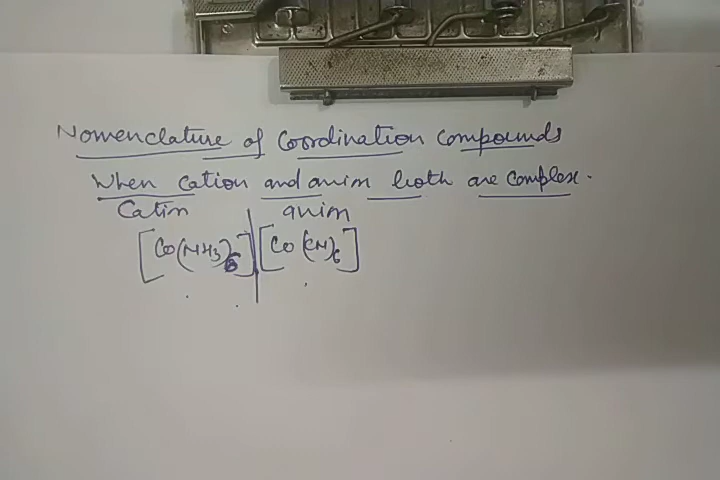 Nomenclature of Coordination Compounds
When cation and anion both are complex.
Cation anion
[Co(NH3)6] [Co(CN)6]